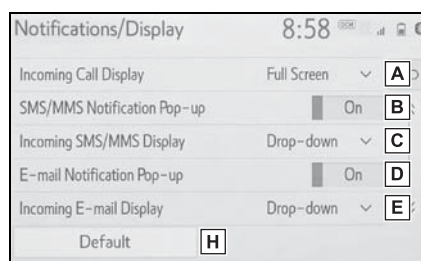 Notifications/Display 8:58 DCM
Incoming Call Display Full Screen A
SMS/MMS Notification Pop-up On B
Incoming SMS/MMS Display Drop-down C
E-mail Notification Pop-up On D
Incoming E-mail Display Drop-down E
Default H